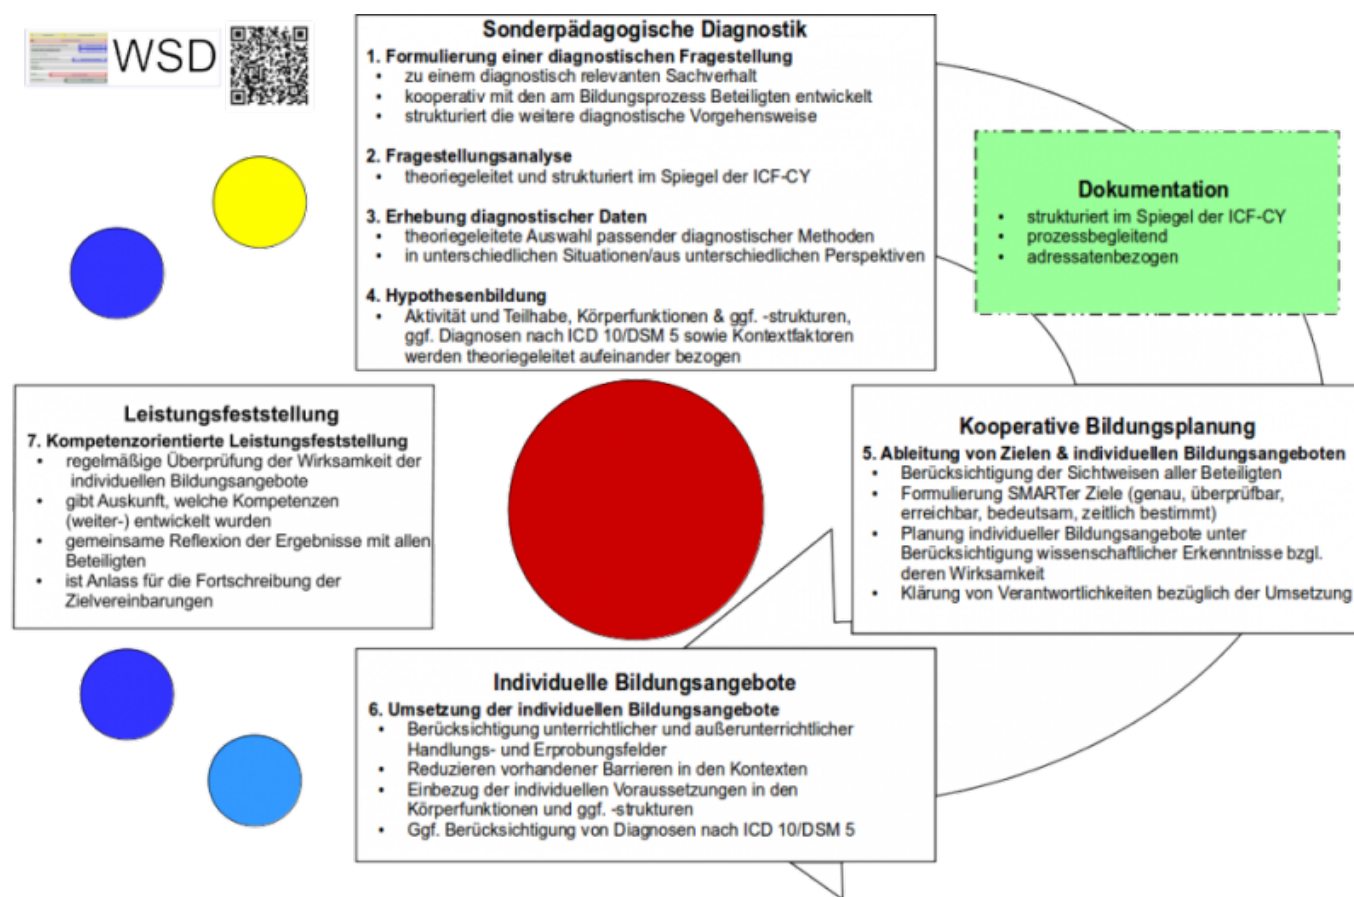 WSD
Sonderpädagogische Diagnostik
1. Formulierung einer diagnostischen Fragestellung
• zu einem diagnostisch relevanten Sachverhalt
• kooperativ mit den am Bildungsprozess Beteiligten entwickelt
• strukturiert die weitere diagnostische Vorgehensweise
2. Fragestellungsanalyse
• theoriegeleitet und strukturiert im Spiegel der ICF-CY
3. Erhebung diagnostischer Daten
• theoriegeleitete Auswahl passender diagnostischer Methoden
• in unterschiedlichen Situationen/aus unterschiedlichen Perspektiven
4. Hypothesenbildung
• Aktivität und Teilhabe, Körperfunktionen & ggf. -strukturen,
ggf. Diagnosen nach ICD 10/DSM 5 sowie Kontextfaktoren
werden theoriegeleitet aufeinander bezogen
Dokumentation
• strukturiert im Spiegel der ICF-CY
• prozessbegleitend
• adressatenbezogen
Kooperative Bildungsplanung
5. Ableitung von Zielen & individuellen Bildungsangeboten
• Berücksichtigung der Sichtweisen aller Beteiligten
• Formulierung SMARTer Ziele (genau, überprüfbar,
erreichbar, bedeutsam, zeitlich bestimmt)
• Planung individueller Bildungsangebote unter
Berücksichtigung wissenschaftlicher Erkenntnisse bzgl.
deren Wirksamkeit
• Klärung von Verantwortlichkeiten bezüglich der Umsetzung
Individuelle Bildungsangebote
6. Umsetzung der individuellen Bildungsangebote
• Berücksichtigung unterrichtlicher und außerunterrichtlicher
Handlungs- und Erprobungsfelder
• Reduzieren vorhandener Barrieren in den Kontexten
• Einbezug der individuellen Voraussetzungen in den
Körperfunktionen und ggf. -strukturen
• Ggf. Berücksichtigung von Diagnosen nach ICD 10/DSM 5
Leistungsfeststellung
7. Kompetenzorientierte Leistungsfeststellung
• regelmäßige Überprüfung der Wirksamkeit der
individuellen Bildungsangebote
• gibt Auskunft, welche Kompetenzen
(weiter-) entwickelt wurden
• gemeinsame Reflexion der Ergebnisse mit allen
Beteiligten
• ist Anlass für die Fortschreibung der
Zielvereinbarungen